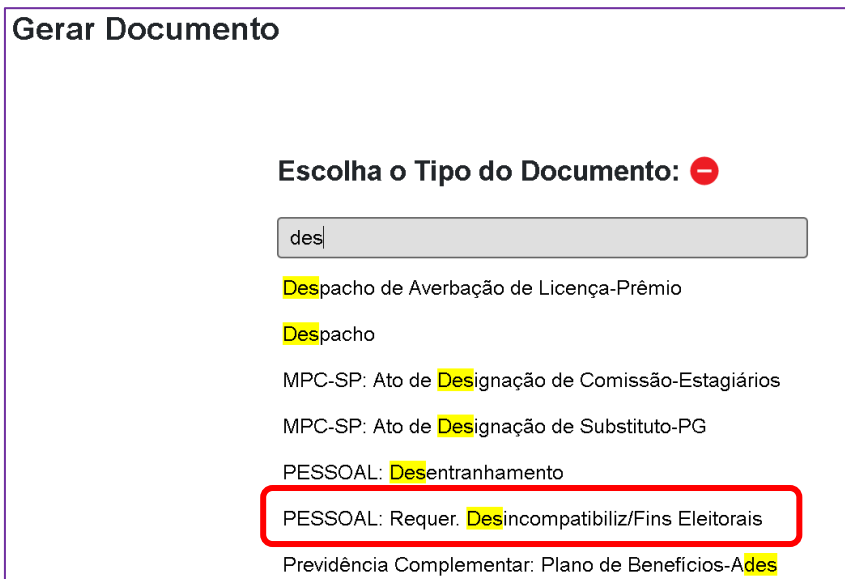 Gerar Documento
Escolha o Tipo do Documento:
des
Despacho de Averbação de Licença-Prêmio
Despacho
MPC-SP: Ato de Designação de Comissão-Estagiários
MPC-SP: Ato de Designação de Substituto-PG
PESSOAL: Desentranhamento
PESSOAL: Requer. Desincompatibiliz/Fins Eleitorais
Previdência Complementar: Plano de Benefícios-Ades